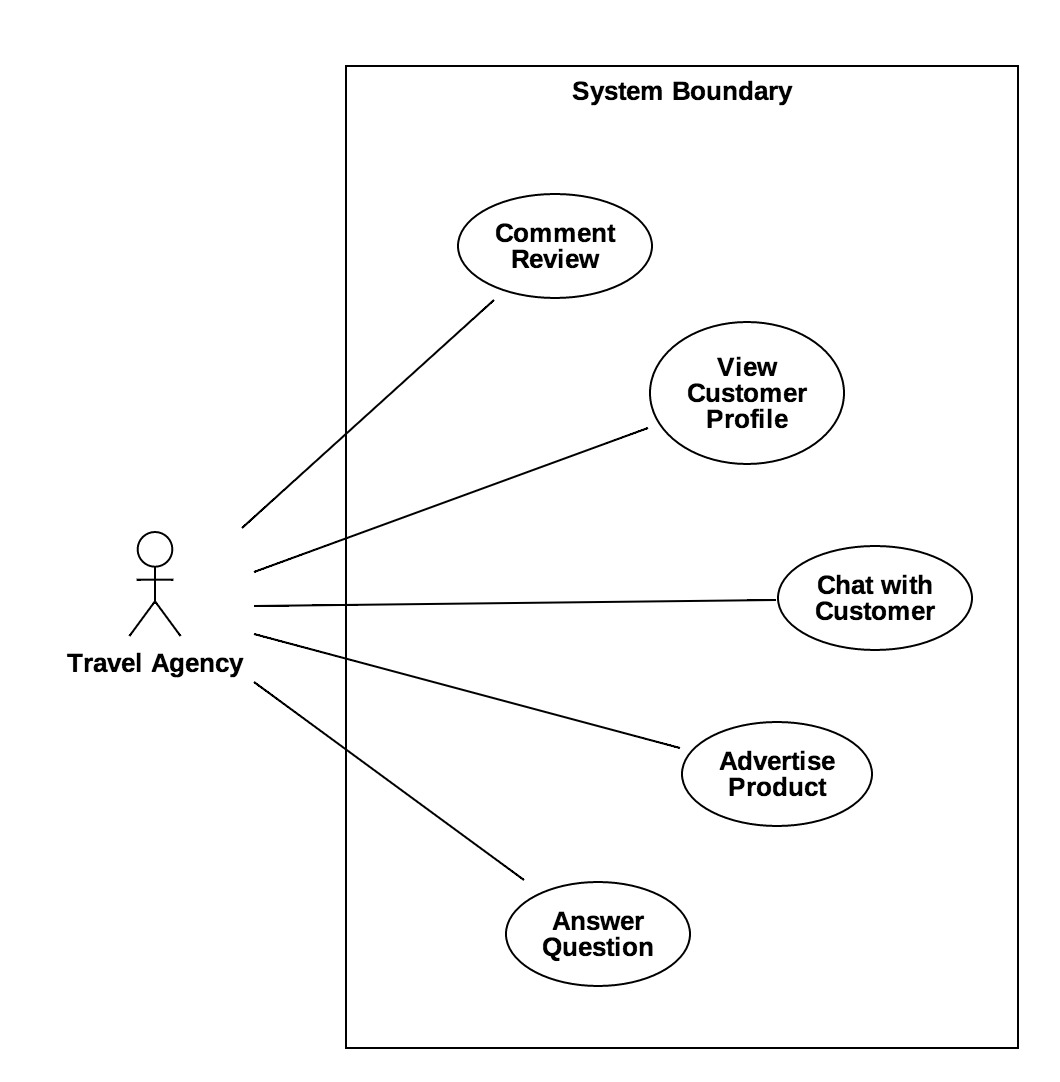 System Boundary
Comment
Review
View
Customer
Profile
Chat with
Customer
Travel Agency
Advertise
Product
Answer
Question